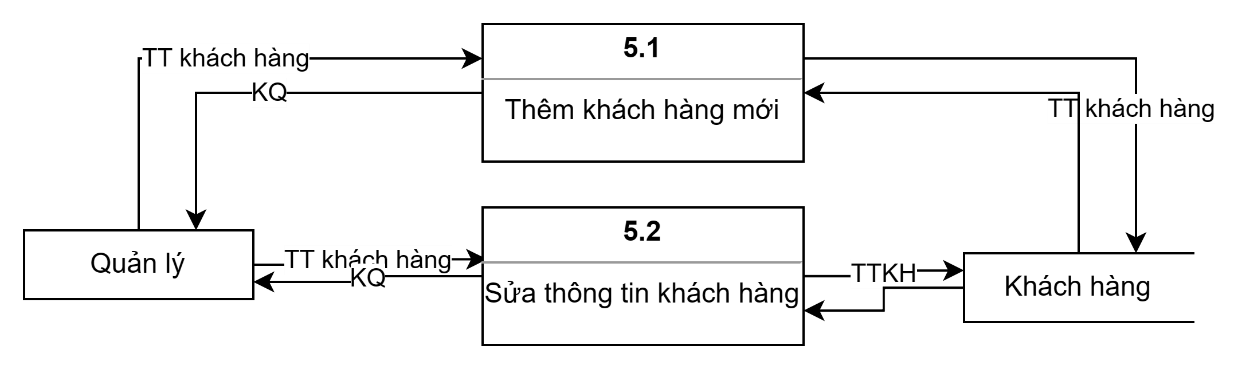 5.1
TT khách hàng
KQ
Thêm khách hàng mới
TT khách hàng
5.2
Quản lý
TT khách hàng
KQ
Sửa thông tin khách hàng
TTKH
Khách hàng